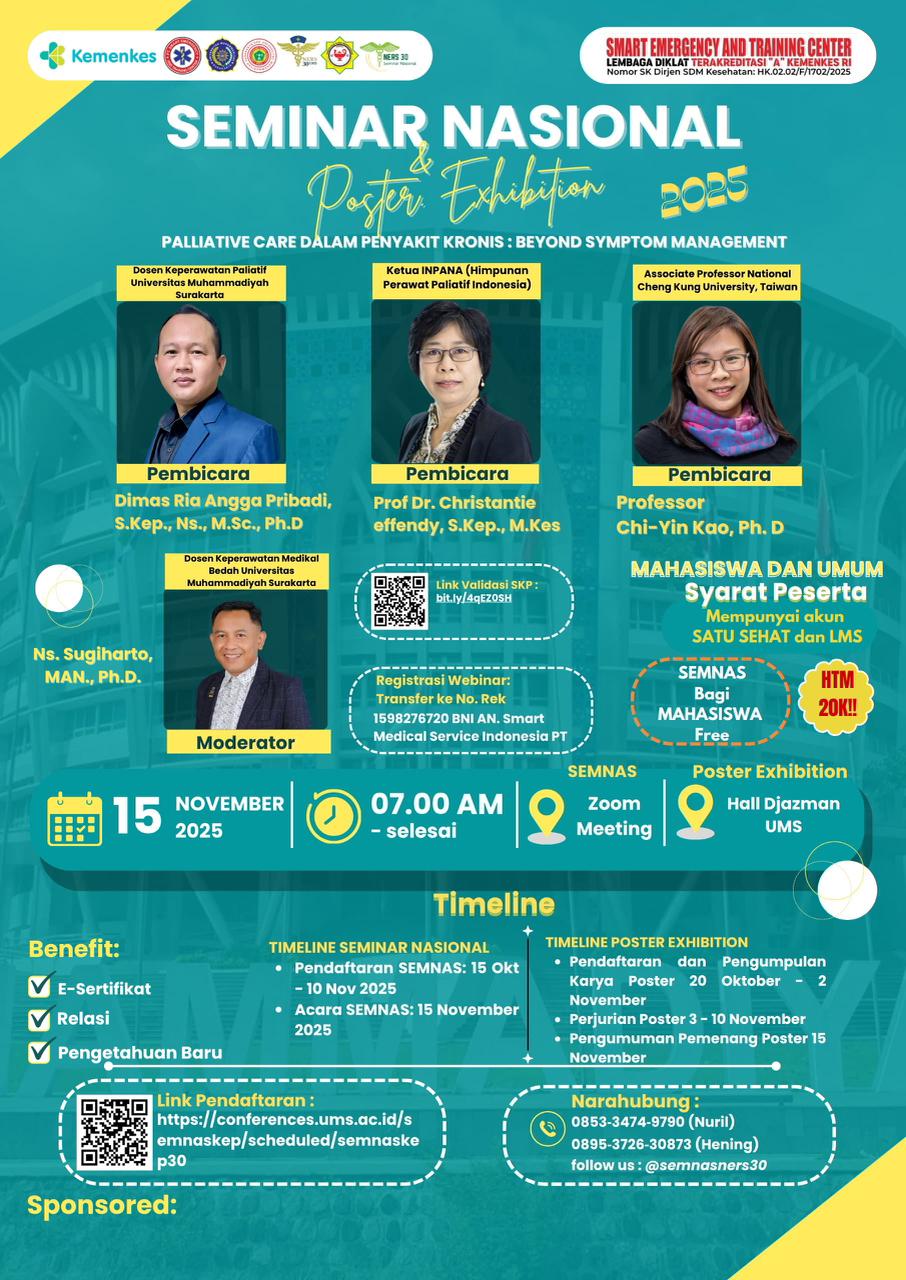 Kemenkes
NERS 30
Seminar Nasional
SMART EMERGENCY AND TRAINING CENTER
LEMBAGA DIKLAT TERAKREDITASI "A" KEMENKES RI
Nomor SK Dirjen SDM Kesehatan: HK.02.02/F/1702/2025
SEMINAR NASIONAL
&
Poster Exhibition
2025
PALLIATIVE CARE DALAM PENYAKIT KRONIS : BEYOND SYMPTOM MANAGEMENT
Dosen Keperawatan Paliatif
Universitas Muhammadiyah
Surakarta
Pembicara
Dimas Ria Angga Pribadi,
S.Kep., Ns., M.Sc., Ph.D
Ketua INPANA (Himpunan
Perawat Paliatif Indonesia)
Pembicara
Prof Dr. Christantie
effendy, S.Kep., M.Kes
Associate Professor National
Cheng Kung University, Taiwan
Pembicara
Professor
Chi-Yin Kao, Ph. D
Dosen Keperawatan Medikal
Bedah Universitas
Muhammadiyah Surakarta
Ns. Sugiharto,
MAN., Ph.D.
Moderator
Link Validasi SKP :
bit.ly/4qEZ0SH
Registrasi Webinar:
Transfer ke No. Rek
1598276720 BNI AN. Smart
Medical Service Indonesia PT
MAHASISWA DAN UMUM
Syarat Peserta
Mempunyai akun
SATU SEHAT dan LMS
SEMNAS
Bagi
MAHASISWA
Free
HTM
20K!!
15
NOVEMBER
2025
07.00 AM
- selesai
SEMNAS
Zoom
Meeting
Poster Exhibition
Hall Djazman
UMS
Timeline
Benefit:
E-Sertifikat
Relasi
Pengetahuan Baru
TIMELINE SEMINAR NASIONAL
• Pendaftaran SEMNAS: 15 Okt
- 10 Nov 2025
• Acara SEMNAS: 15 November
2025
TIMELINE POSTER EXHIBITION
• Pendaftaran dan Pengumpulan
Karya Poster 20 Oktober - 2
November
• Perjurian Poster 3 - 10 November
• Pengumuman Pemenang Poster 15
November
Link Pendaftaran :
https://conferences.ums.ac.id/s
emnaskep/scheduled/semnaske
p30
Narahubung :
0853-3474-9790 (Nuril)
0895-3726-30873 (Hening)
follow us : @semnasners30
Sponsored: